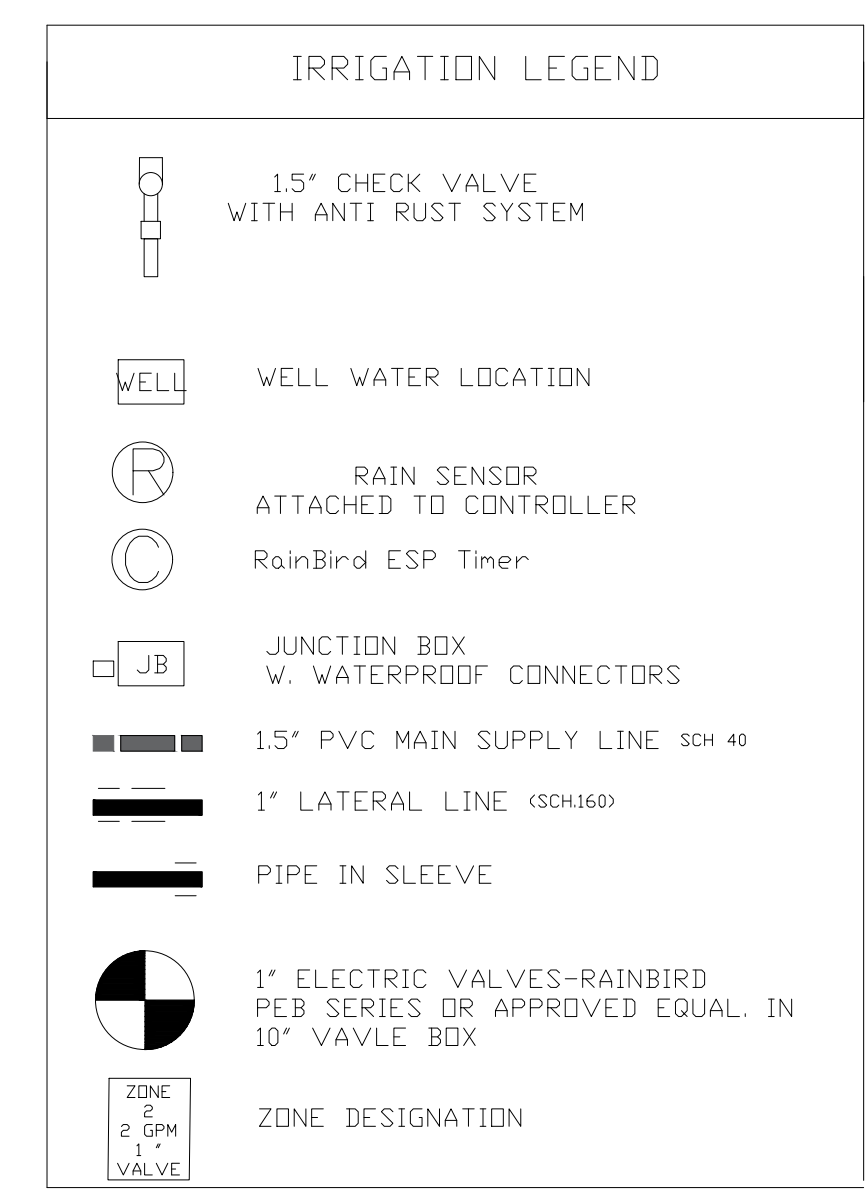 IRRIGATION LEGEND
1.5" CHECK VALVE
WITH ANTI RUST SYSTEM
WELL
WELL WATER LOCATION
R
RAIN SENSOR
ATTACHED TO CONTROLLER
C
RainBird ESP Timer
JB
JUNCTION BOX
W. WATERPROOF CONNECTORS
1.5" PVC MAIN SUPPLY LINE SCH 40
1" LATERAL LINE (SCH.160)
PIPE IN SLEEVE
1" ELECTRIC VALVES-RAINBIRD
PEB SERIES OR APPROVED EQUAL. IN
10" VAVLE BOX
ZONE
2
2 GPM
1 "
VALVE
ZONE DESIGNATION